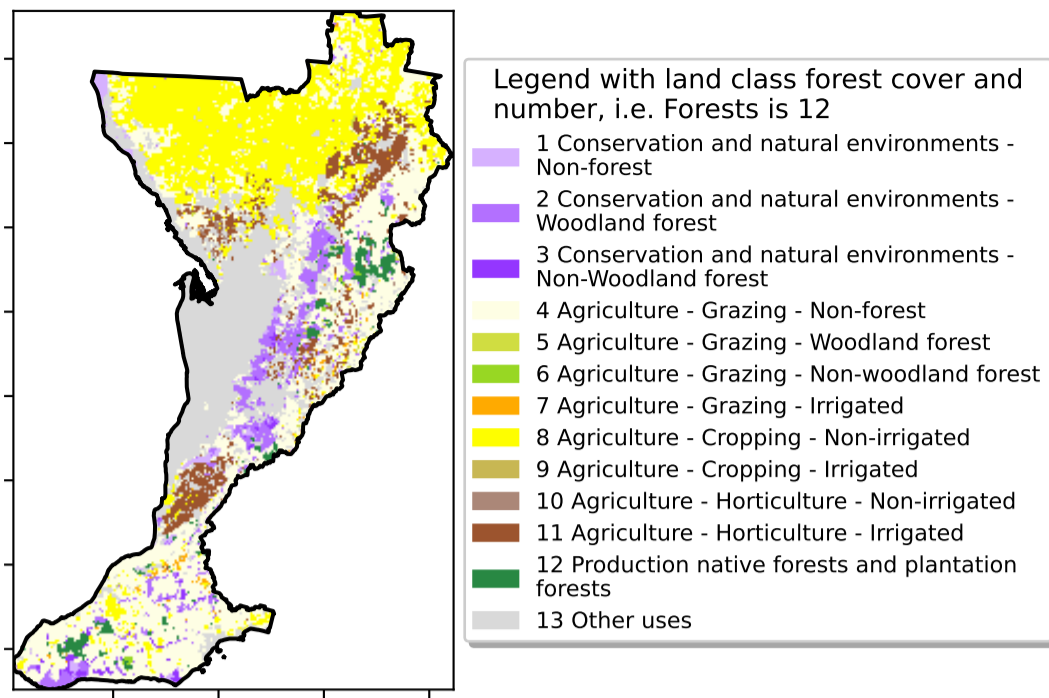 Legend with land class forest cover and
number, i.e. Forests is 12
1 Conservation and natural environments -
Non-forest
2 Conservation and natural environments -
Woodland forest
3 Conservation and natural environments -
Non-Woodland forest
4 Agriculture - Grazing - Non-forest
5 Agriculture - Grazing - Woodland forest
6 Agriculture - Grazing - Non-woodland forest
7 Agriculture - Grazing - Irrigated
8 Agriculture - Cropping - Non-irrigated
9 Agriculture - Cropping - Irrigated
10 Agriculture - Horticulture - Non-irrigated
11 Agriculture - Horticulture - Irrigated
12 Production native forests and plantation
forests
13 Other uses